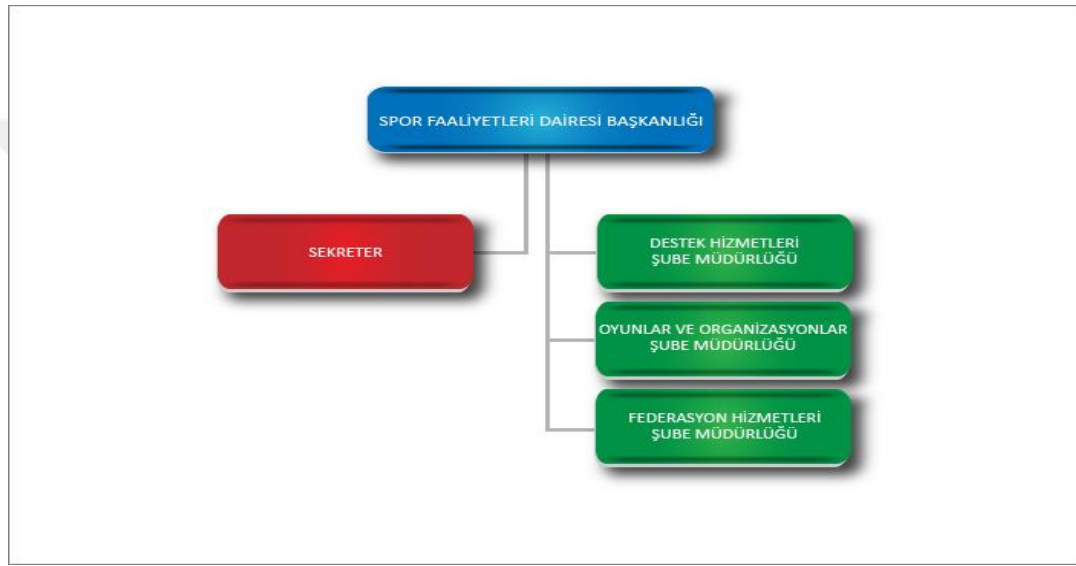 SPOR FAALİYETLERİ DAİRESİ BAŞKANLIĞI
SEKRETER
DESTEK HİZMETLERİ
ŞUBE MÜDÜRLÜĞÜ
OYUNLAR VE ORGANİZASYONLAR
ŞUBE MÜDÜRLÜĞÜ
FEDERASYON HİZMETLERİ
ŞUBE MÜDÜRLÜĞÜ